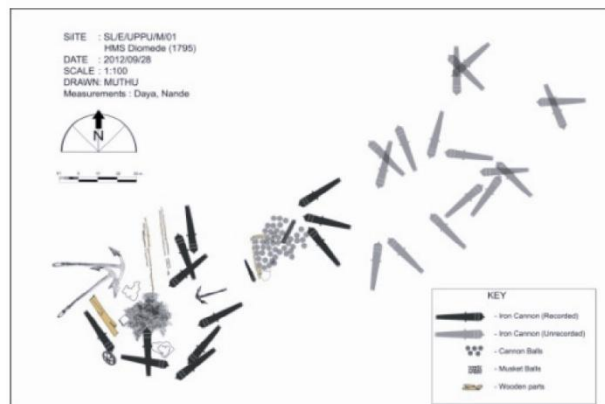 SITE : SL/E/UPPU/M/01
HMS Diomede (1795)
DATE : 2012/09/28
SCALE : 1:100
DRAWN: MUTHU
Measurements : Daya, Nande
N
KEY
- Iron Cannon (Recorded)
- Iron Cannon (Unrecorded)
- Cannon Balls
- Musket Balls
- Wooden parts